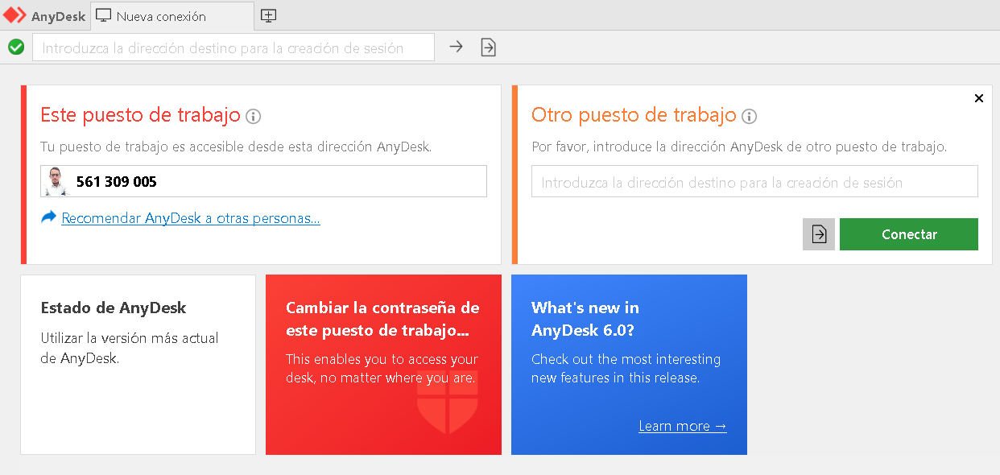 AnyDesk
Nueva conexión
Introduzca la dirección destino para la creación de sesión
Este puesto de trabajo
Tu puesto de trabajo es accesible desde esta dirección AnyDesk.
561 309 005
Recomendar AnyDesk a otras personas...
Otro puesto de trabajo
Por favor, introduce la dirección AnyDesk de otro puesto de trabajo.
Introduzca la dirección destino para la creación de sesión
Conectar
Estado de AnyDesk
Utilizar la versión más actual
de AnyDesk.
Cambiar la contraseña de
este puesto de trabajo...
This enables you to access your
desk, no matter where you are.
What's new in
AnyDesk 6.0?
Check out the most interesting
new features in this release.
Learn more →